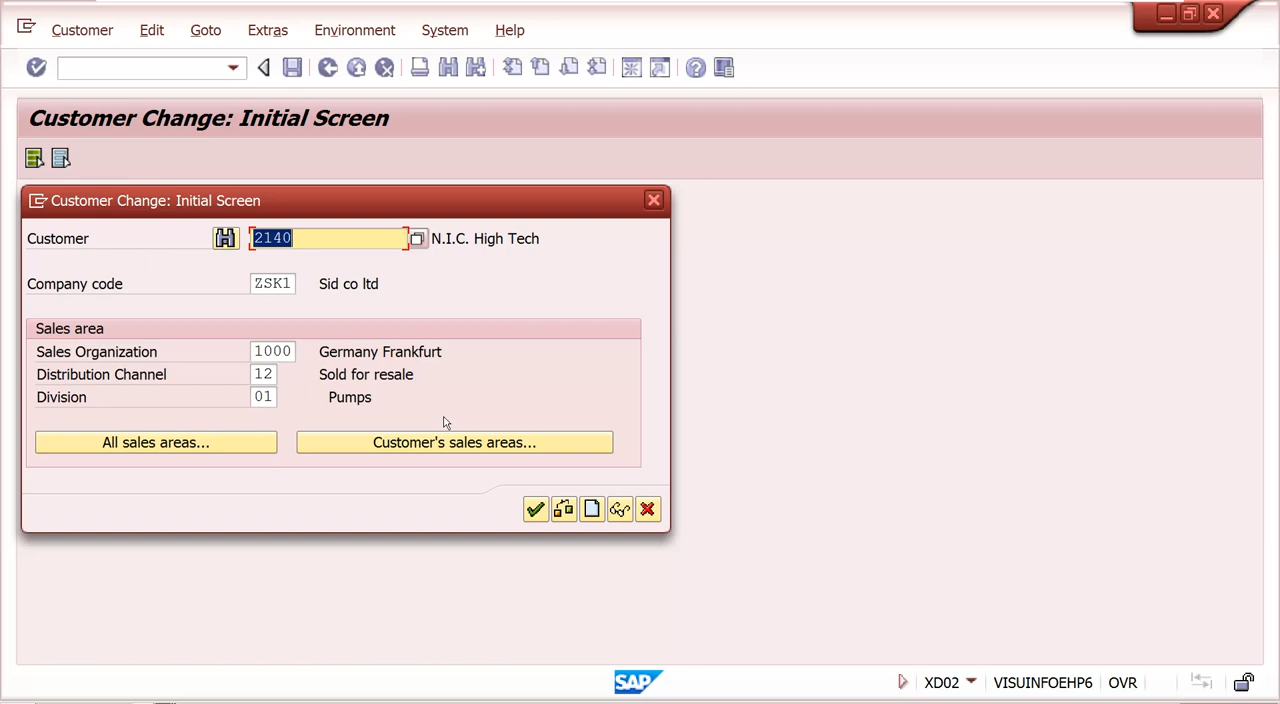 Customer Edit Goto Extras Environment System Help
Customer Change: Initial Screen
Customer Change: Initial Screen
Customer 2140 N.I.C. High Tech
Company code ZSK1 Sid co ltd
Sales area
Sales Organization 1000 Germany Frankfurt
Distribution Channel 12 Sold for resale
Division 01 Pumps
All sales areas... Customer's sales areas...
SAP XD02 VISUINFOEHP6 OVR